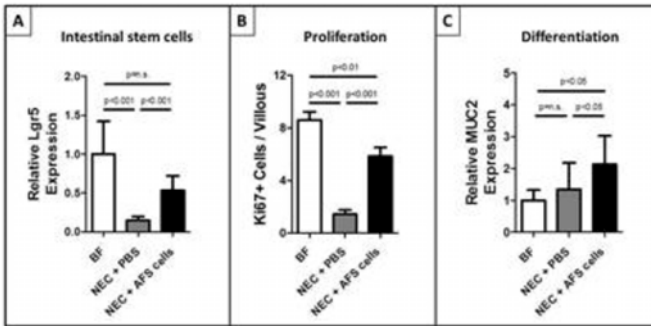 A
Intestinal stem cells
Relative Lgr5
Expression
2.0
1.5
1.0
0.5
0.0
p=n.s.
p<0.001
p<0.001
BF
NEC + PBS
NEC + AFS cells
B
Proliferation
Ki67+ Cells / Villous
12
8
4
0
p<0.01
p<0.001
p<0.001
BF
NEC + PBS
NEC + AFS cells
C
Differentiation
Relative MUC2
Expression
5
4
3
2
1
0
p<0.05
p=n.s.
p<0.05
BF
NEC + PBS
NEC + AFS cells